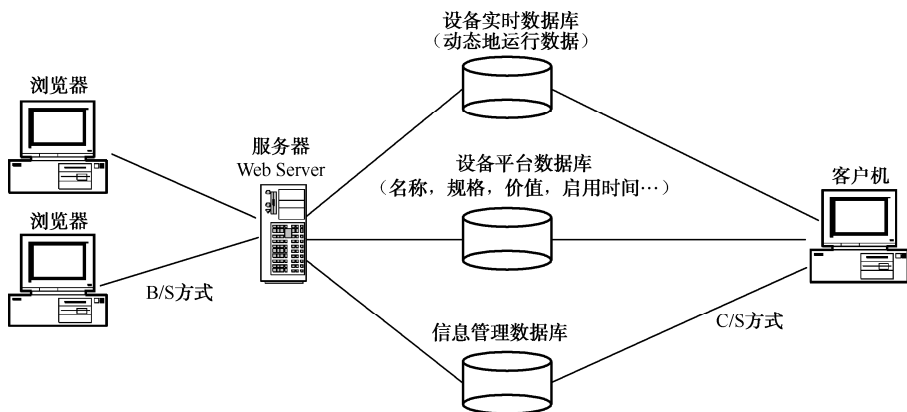 设备实时数据库
（动态地运行数据）
浏览器
服务器
Web Server
设备平台数据库
（名称，规格，价值，启用时间…）
客户机
浏览器
B/S方式
信息管理数据库
C/S方式